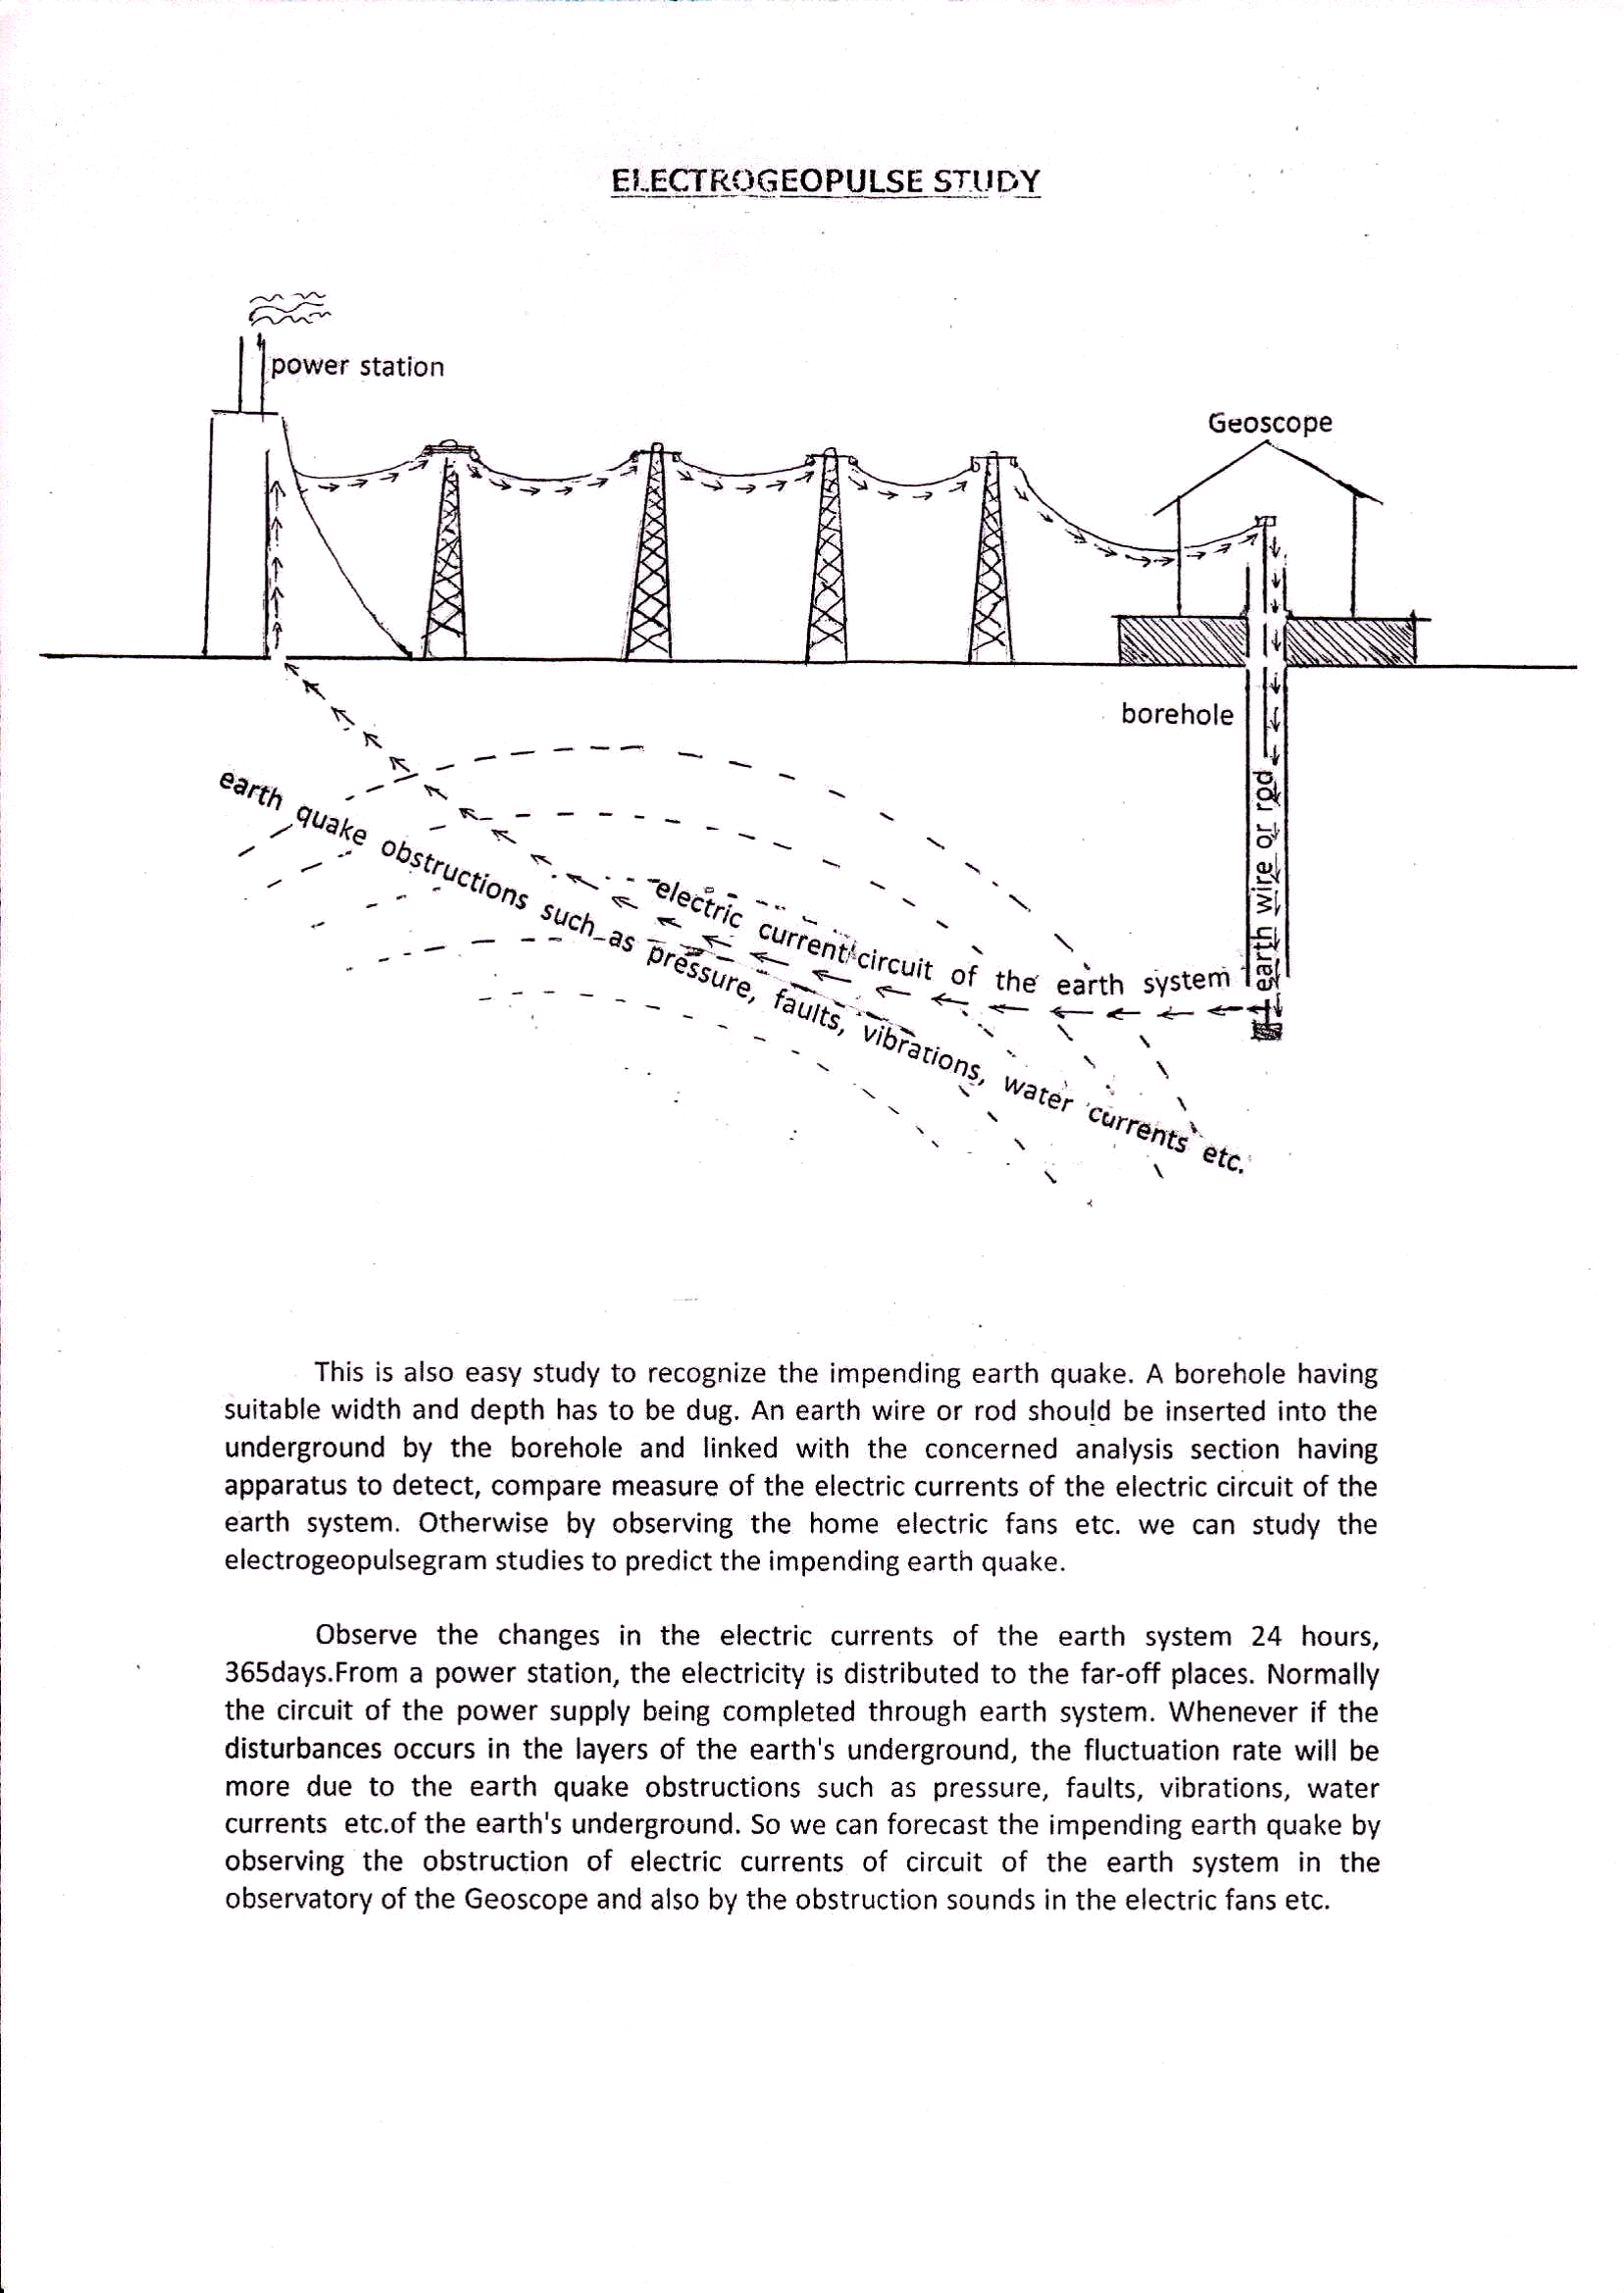 ELECTROGEOPULSE STUDY
power station
Geoscope
borehole
earth wire or rod
electric current circuit of the earth system
earth quake obstructions such as pressure, faults, vibrations, water currents etc.
This is also easy study to recognize the impending earth quake. A borehole having
suitable width and depth has to be dug. An earth wire or rod should be inserted into the
underground by the borehole and linked with the concerned analysis section having
apparatus to detect, compare measure of the electric currents of the electric circuit of the
earth system. Otherwise by observing the home electric fans etc. we can study the
electrogeopulsegram studies to predict the impending earth quake.
Observe the changes in the electric currents of the earth system 24 hours,
365days.From a power station, the electricity is distributed to the far-off places. Normally
the circuit of the power supply being completed through earth system. Whenever if the
disturbances occurs in the layers of the earth's underground, the fluctuation rate will be
more due to the earth quake obstructions such as pressure, faults, vibrations, water
currents etc.of the earth's underground. So we can forecast the impending earth quake by
observing the obstruction of electric currents of circuit of the earth system in the
observatory of the Geoscope and also by the obstruction sounds in the electric fans etc.